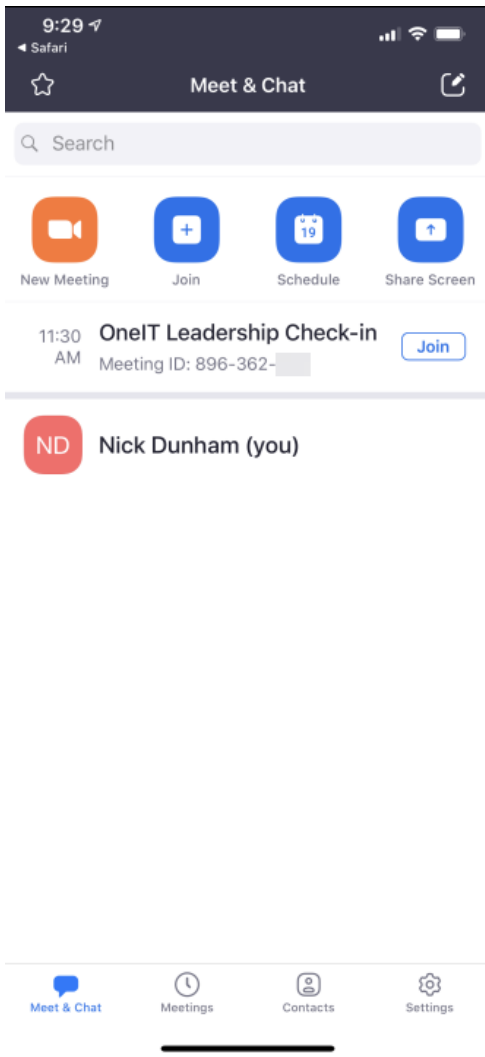 9:29
◀ Safari
Meet & Chat
Search
19
New Meeting
Join
Schedule
Share Screen
11:30 AM
OneIT Leadership Check-in
Meeting ID: 896-362-
Join
ND
Nick Dunham (you)
Meet & Chat
Meetings
Contacts
Settings